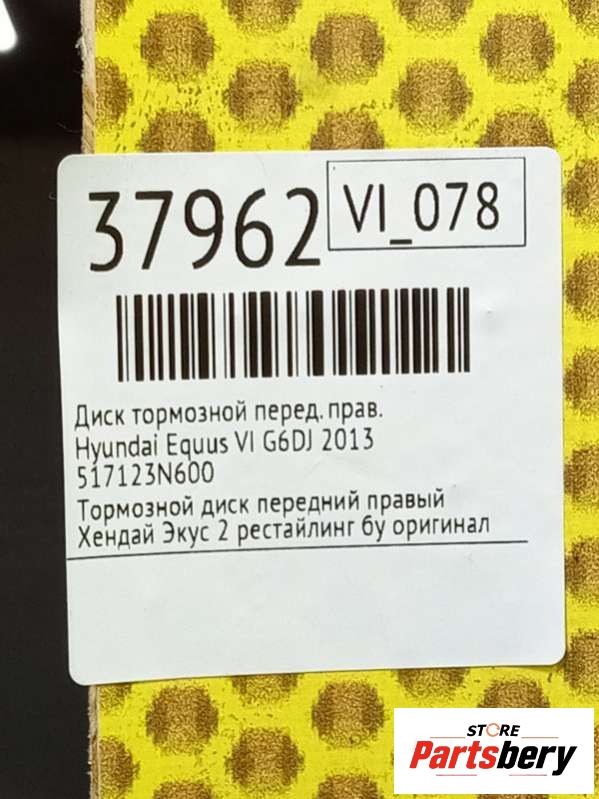 37962
VI_078
Диск тормозной перед. прав.
Hyundai Equus VI G6DJ 2013
517123N600
Тормозной диск передний правый
Хендай Экус 2 рестайлинг бу оригинал
STORE
Partsbery